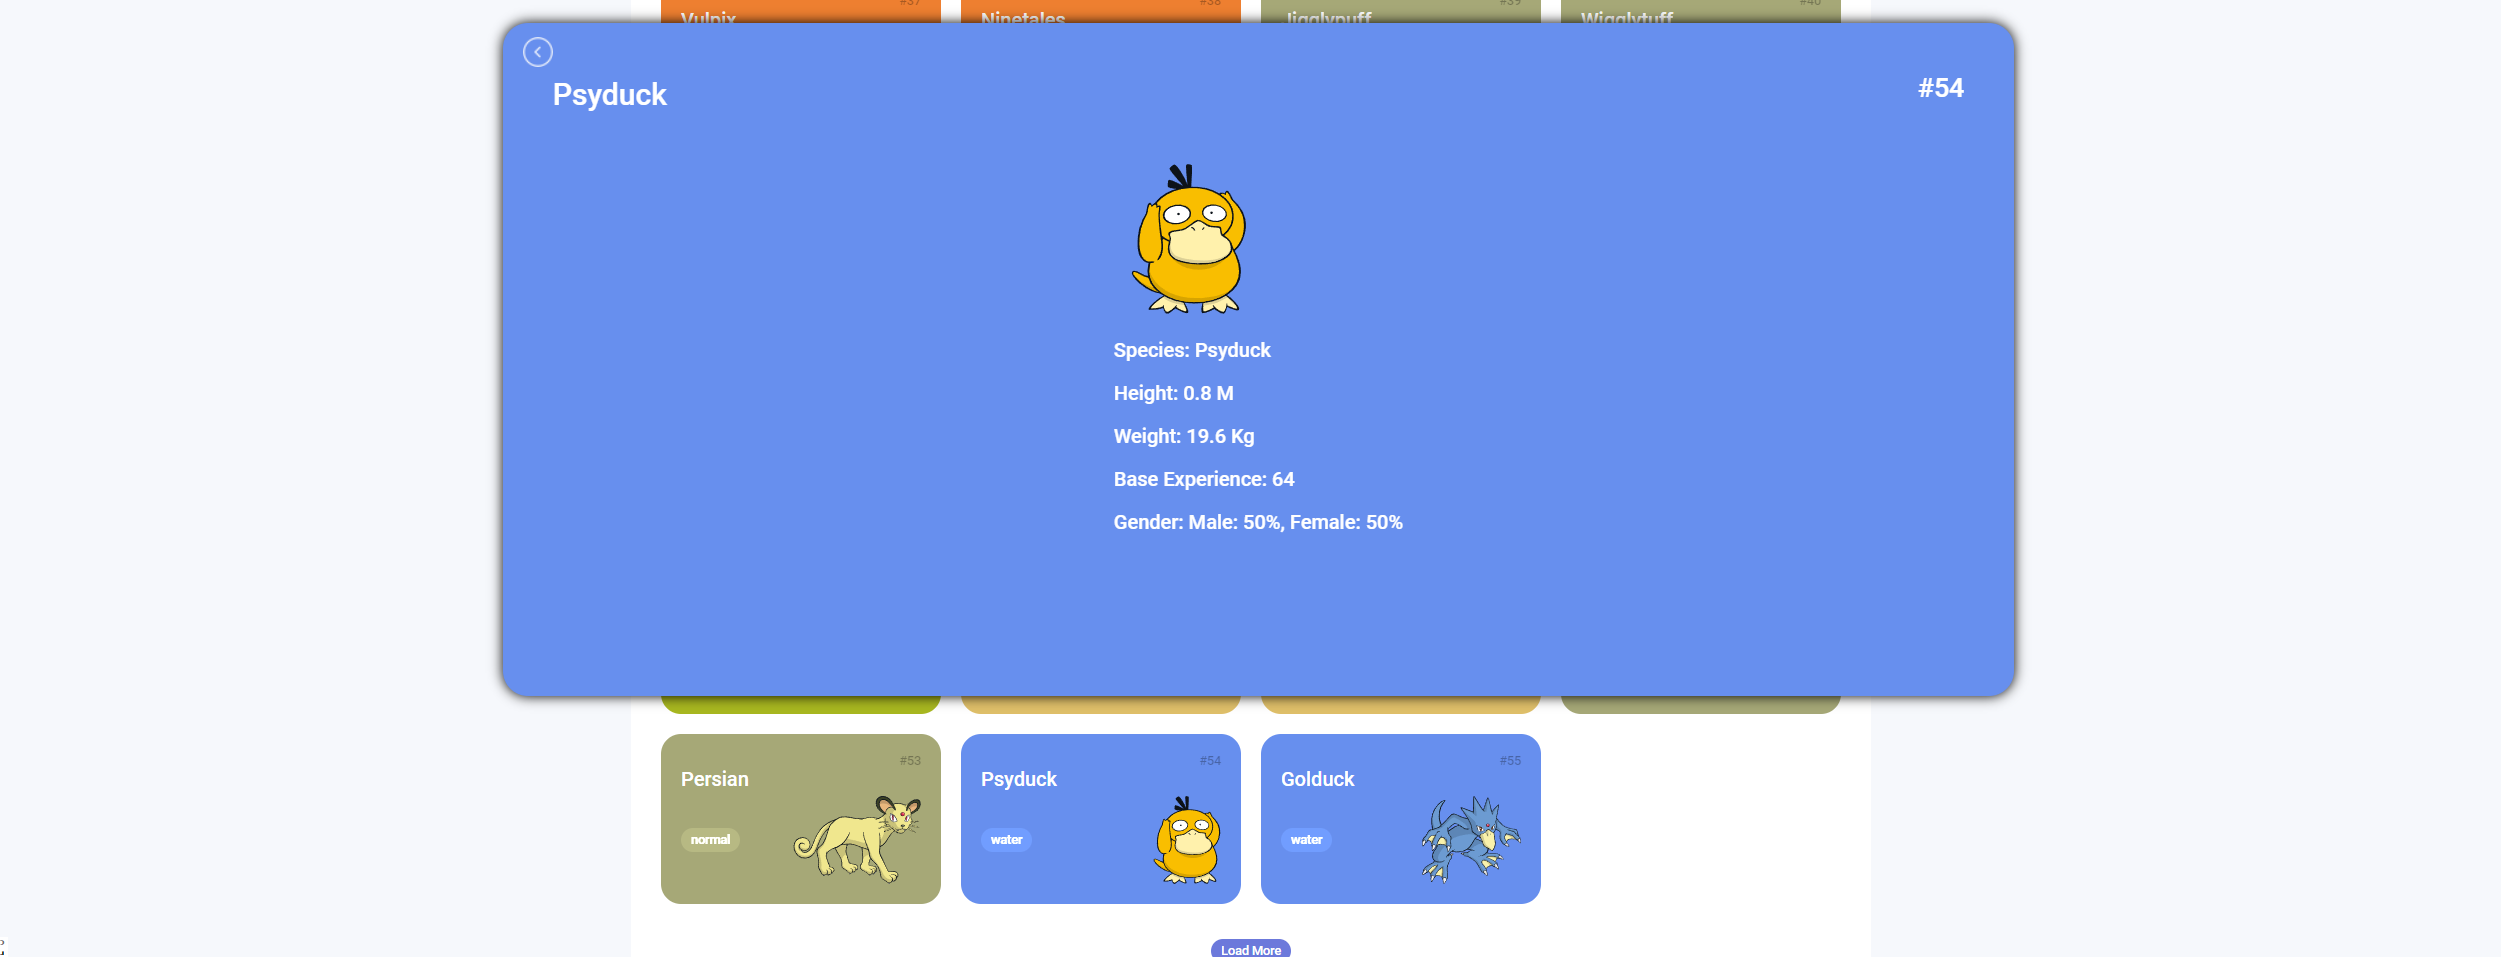 #37
#38
#39
#40
Vulpix
Ninetales
Jigglypuff
Wigglytuff
Psyduck
#54
Species: Psyduck
Height: 0.8 M
Weight: 19.6 Kg
Base Experience: 64
Gender: Male: 50%, Female: 50%
#53
Persian
normal
#54
Psyduck
water
#55
Golduck
water
Load More